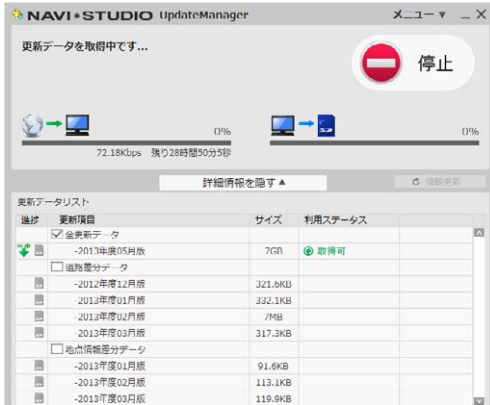 NAVI*STUDIO UpdateManager
メニュー ▼ _ ×
更新データを取得中です...
停止
0%
0%
72.18Kbps 残り28時間50分5秒
詳細情報を隠す▲
情報更新
更新データリスト
進捗 更新項目 サイズ 利用ステータス
全更新データ
-2013年度05月版 7GB 取得可
道路差分データ
-2012年度12月版 321.6KB
-2013年度01月版 332.1KB
-2013年度02月版 7MB
-2013年度03月版 317.3KB
地点情報差分データ
-2013年度01月版 91.6KB
-2013年度02月版 113.1KB
-2013年度03月版 119.9KB